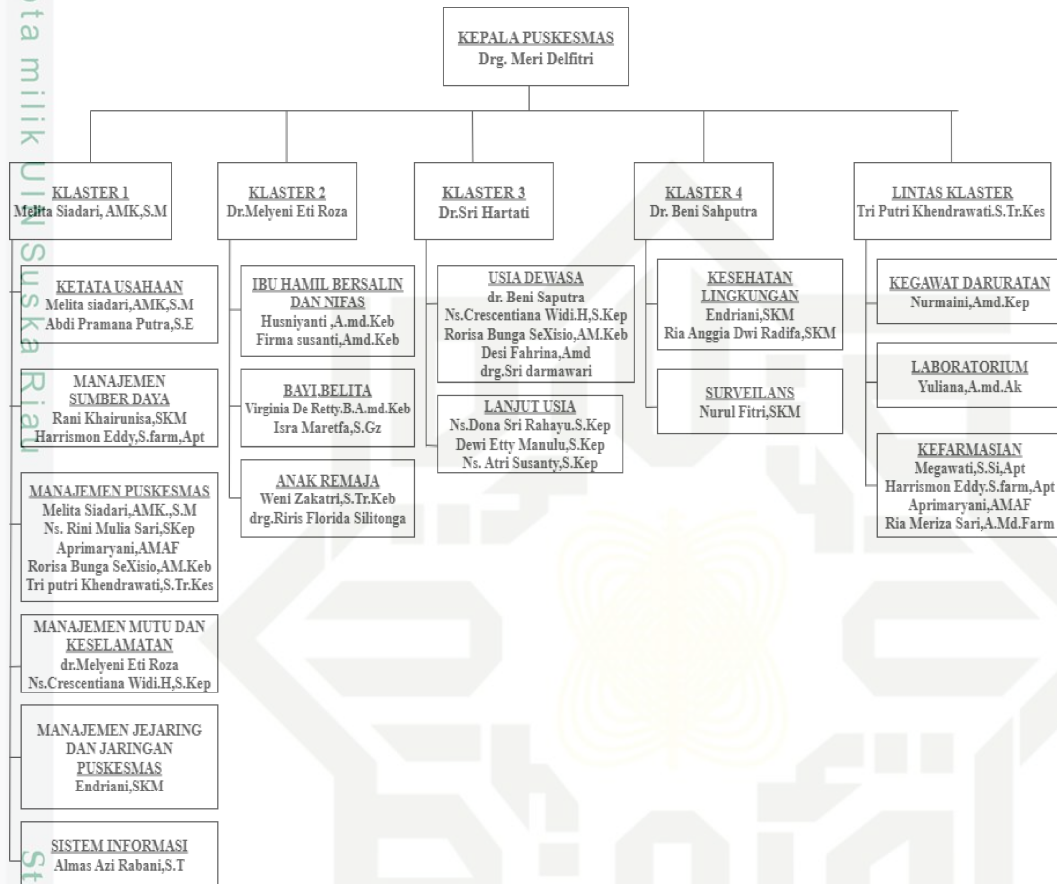 ota milik UIN Suska Riau
St
KEPALA PUSKESMAS
Drg. Meri Delfitri
KLASTER 1
Melita Siadari, AMK,S.M
KETATA USAHAAN
Melita siadari,AMK,S.M
Abdi Pramana Putra,S.E
MANAJEMEN
SUMBER DAYA
Rani Khairunisa,SKM
Harrismon Eddy,S.farm,Apt
MANAJEMEN PUSKESMAS
Melita Siadari,AMK.,S.M
Ns. Rini Mulia Sari,SKep
Aprimaryani,AMAF
Rorisa Bunga SeXisio,AM.Keb
Tri putri Khendrawati,S.Tr.Kes
MANAJEMEN MUTU DAN
KESELAMATAN
dr.Melyeni Eti Roza
Ns.Crescentiana Widi.H,S.Kep
MANAJEMEN JEJARING
DAN JARINGAN
PUSKESMAS
Endriani,SKM
SISTEM INFORMASI
Almas Azi Rabani,S.T
KLASTER 2
Dr.Melyeni Eti Roza
IBU HAMIL BERSALIN
DAN NIFAS
Husniyanti ,A.md.Keb
Firma susanti,Amd.Keb
BAYI,BELITA
Virginia De Retty.B.A.md.Keb
Isra Maretfa,S.Gz
ANAK REMAJA
Weni Zakatri,S.Tr.Keb
drg.Riris Florida Silitonga
KLASTER 3
Dr.Sri Hartati
USIA DEWASA
dr. Beni Saputra
Ns.Crescentiana Widi.H,S.Kep
Rorisa Bunga SeXisio,AM.Keb
Desi Fahrina,Amd
drg.Sri darmawari
LANJUT USIA
Ns.Dona Sri Rahayu.S.Kep
Dewi Etty Manulu,S.Kep
Ns. Atri Susanty,S.Kep
KLASTER 4
Dr. Beni Sahputra
KESEHATAN
LINGKUNGAN
Endriani,SKM
Ria Anggia Dwi Radifa,SKM
SURVEILANS
Nurul Fitri,SKM
LINTAS KLASTER
Tri Putri Khendrawati.S.Tr.Kes
KEGAWAT DARURATAN
Nurmaini,Amd.Kep
LABORATORIUM
Yuliana,A.md.Ak
KEFARMASIAN
Megawati,S.Si,Apt
Harrismon Eddy.S.farm,Apt
Aprimaryani,AMAF
Ria Meriza Sari,A.Md.Farm